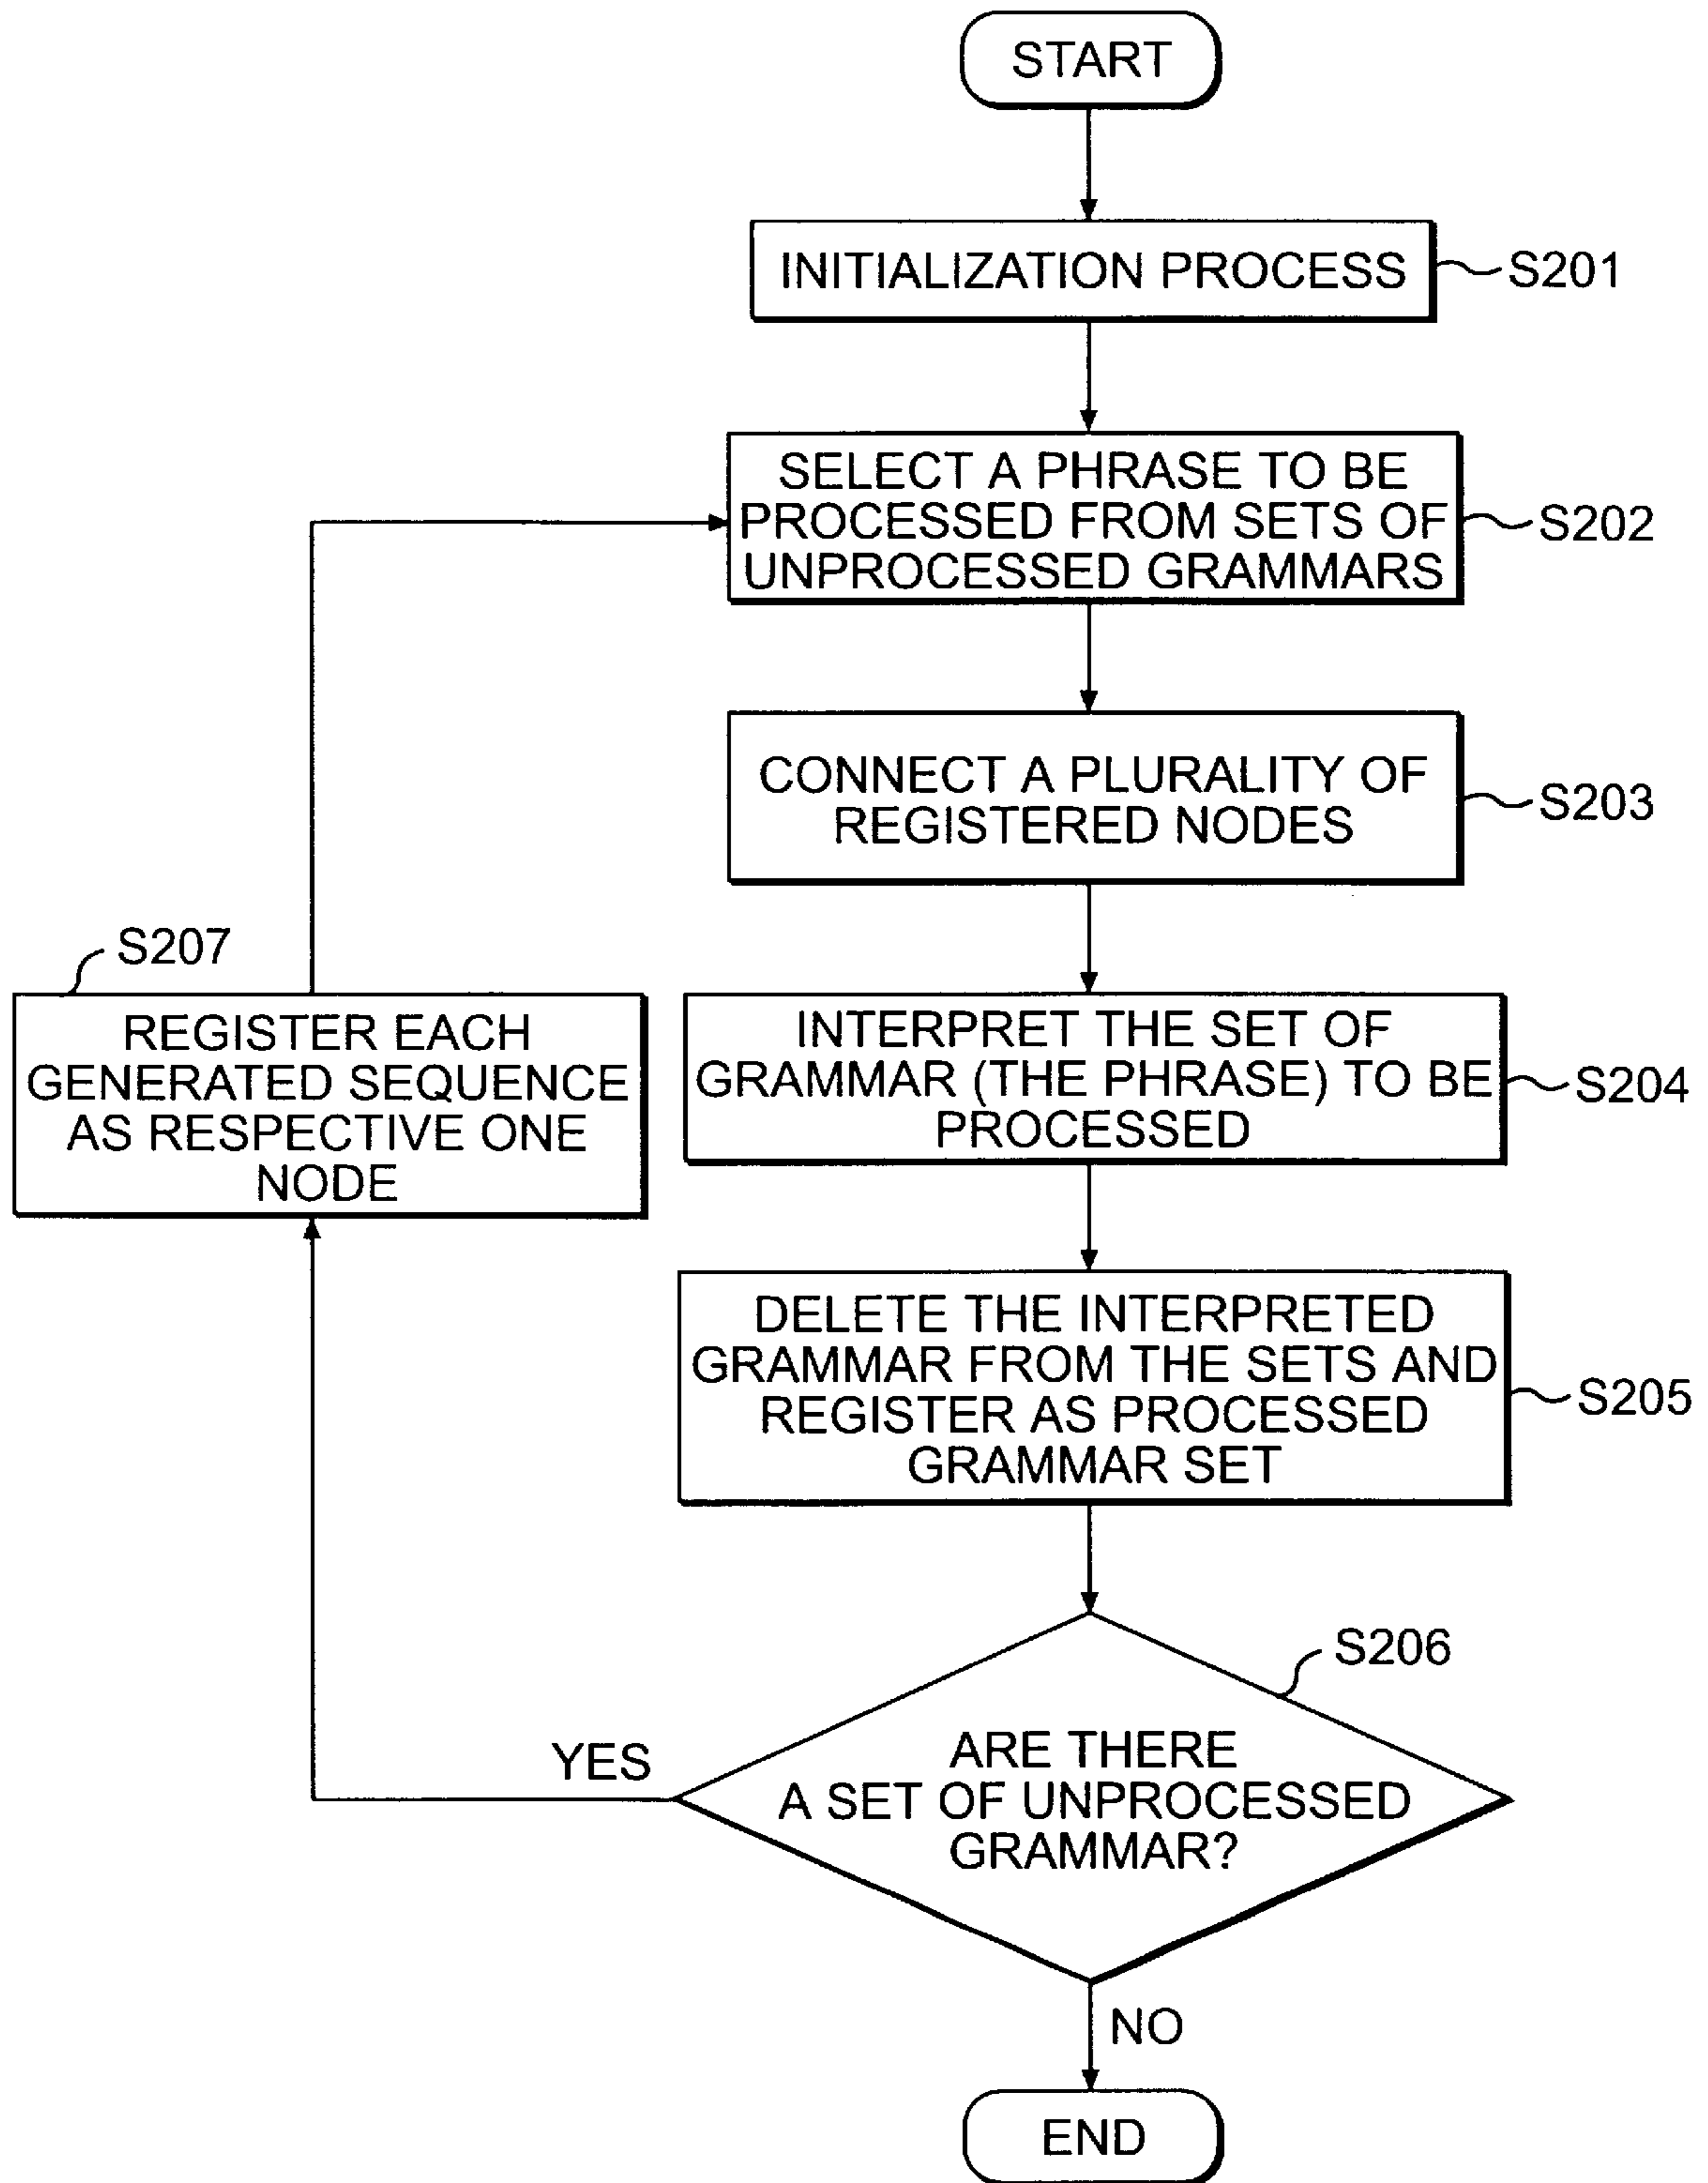 START
INITIALIZATION PROCESS
S201
SELECT A PHRASE TO BE
PROCESSED FROM SETS OF
UNPROCESSED GRAMMARS
S202
CONNECT A PLURALITY OF
REGISTERED NODES
S203
S207
REGISTER EACH
GENERATED SEQUENCE
AS RESPECTIVE ONE
NODE
INTERPRET THE SET OF
GRAMMAR (THE PHRASE) TO BE
PROCESSED
S204
DELETE THE INTERPRETED
GRAMMAR FROM THE SETS AND
REGISTER AS PROCESSED
GRAMMAR SET
S205
S206
ARE THERE
A SET OF UNPROCESSED
GRAMMAR?
YES
NO
END